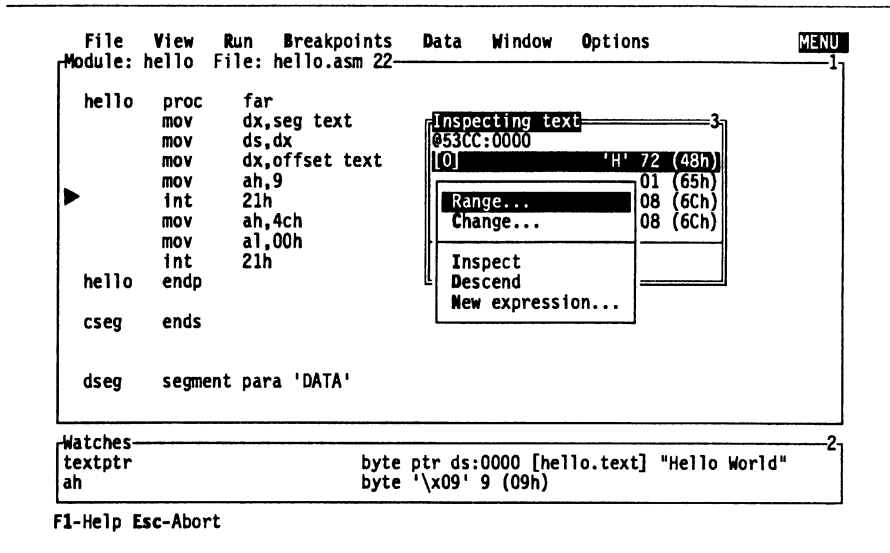 File View Run Breakpoints Data Window Options MENU
Module: hello File: hello.asm 22 1
hello proc far
mov dx,seg text
mov ds,dx
mov dx,offset text
mov ah,9
int 21h
mov ah,4ch
mov al,00h
int 21h
hello endp
cseg ends
dseg segment para 'DATA'
Inspecting text 3
@53CC:0000
[0] 'H' 72 (48h)
01 (65h)
08 (6Ch)
08 (6Ch)
Range...
Change...
Inspect
Descend
New expression...
Watches 2
textptr byte ptr ds:0000 [hello.text] "Hello World"
ah byte '\x09' 9 (09h)
F1-Help Esc-Abort